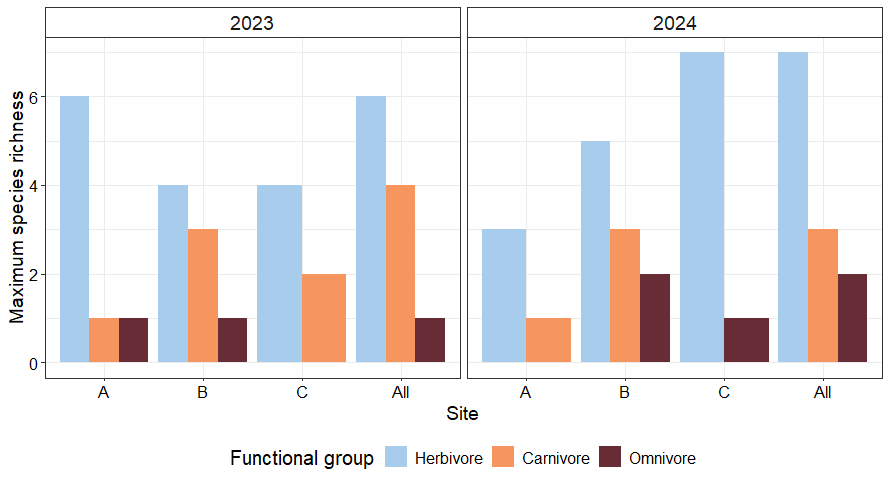 2023 2024
Maximum species richness
6
4
2
0
A B C All A B C All
Site
Functional group Herbivore Carnivore Omnivore